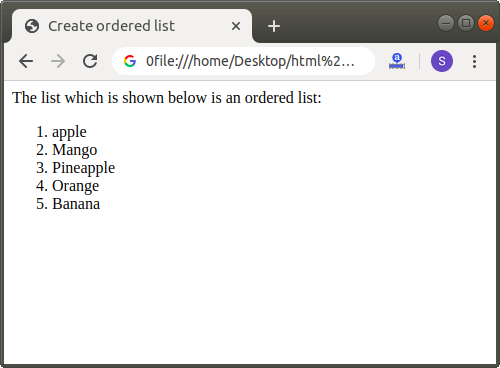 Create ordered list
0file:///home/Desktop/html%2...
S
The list which is shown below is an ordered list:
1. apple
2. Mango
3. Pineapple
4. Orange
5. Banana